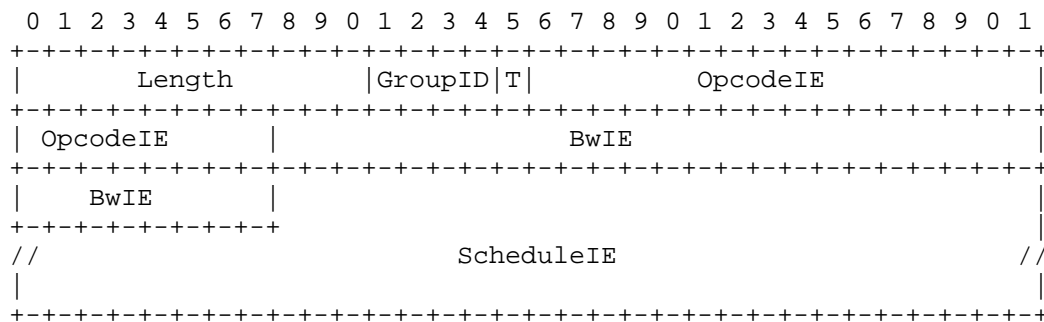 0 1 2 3 4 5 6 7 8 9 0 1 2 3 4 5 6 7 8 9 0 1 2 3 4 5 6 7 8 9 0 1
+-+-+-+-+-+-+-+-+-+-+-+-+-+-+-+-+-+-+-+-+-+-+-+-+-+-+-+-+-+-+-+-+
|       Length        |GroupID|T|          OpcodeIE             |
+-+-+-+-+-+-+-+-+-+-+-+-+-+-+-+-+-+-+-+-+-+-+-+-+-+-+-+-+-+-+-+-+
| OpcodeIE      |                  BwIE                         |
+-+-+-+-+-+-+-+-+-+-+-+-+-+-+-+-+-+-+-+-+-+-+-+-+-+-+-+-+-+-+-+-+
|    BwIE       |                                               |
+-+-+-+-+-+-+-+-+                                               |
//                          ScheduleIE                         //
|                                                               |
+-+-+-+-+-+-+-+-+-+-+-+-+-+-+-+-+-+-+-+-+-+-+-+-+-+-+-+-+-+-+-+-+